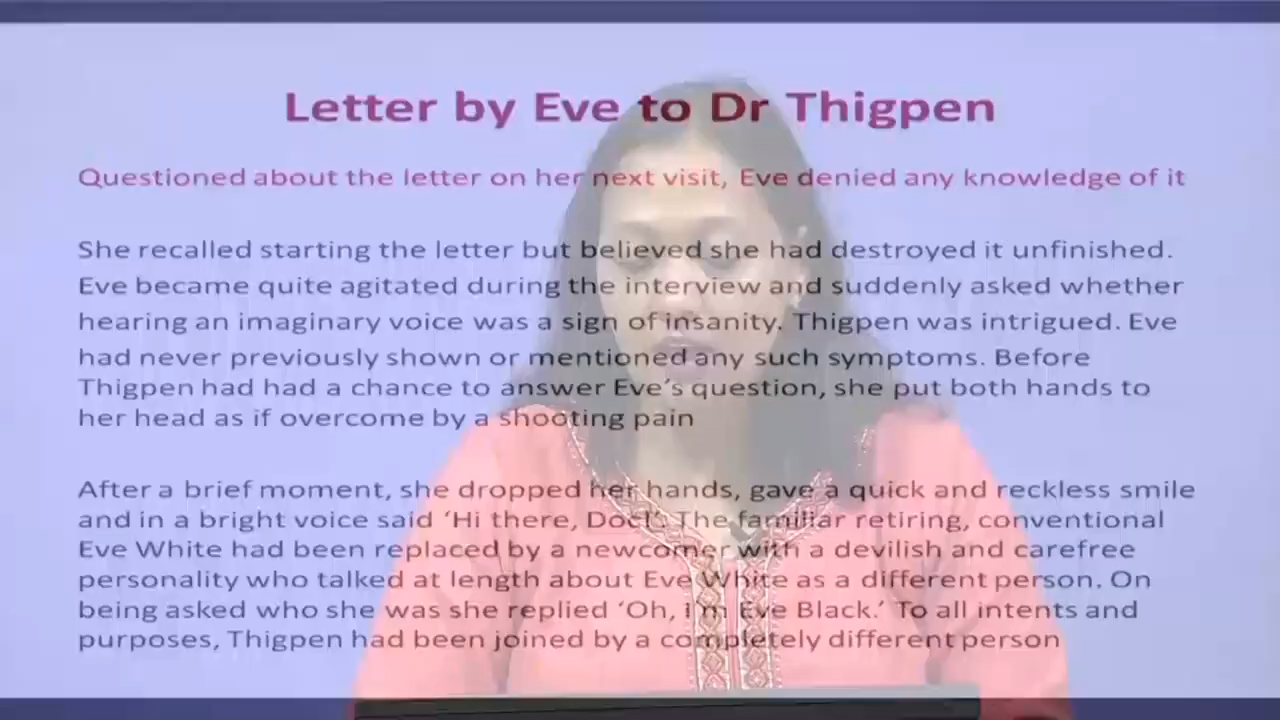 Letter by Eve to Dr Thigpen
Questioned about the letter on her next visit, Eve denied any knowledge of it
She recalled starting the letter but believed she had destroyed it unfinished.
Eve became quite agitated during the interview and suddenly asked whether
hearing an imaginary voice was a sign of insanity. Thigpen was intrigued. Eve
had never previously shown or mentioned any such symptoms. Before
Thigpen had had a chance to answer Eve's question, she put both hands to
her head as if overcome by a shooting pain
After a brief moment, she dropped her hands, gave a quick and reckless smile
and in a bright voice said ‘Hi there, Doc!’ The familiar retiring, conventional
Eve White had been replaced by a newcomer with a devilish and carefree
personality who talked at length about Eve White as a different person. On
being asked who she was she replied ‘Oh, I'm Eve Black.’ To all intents and
purposes, Thigpen had been joined by a completely different person